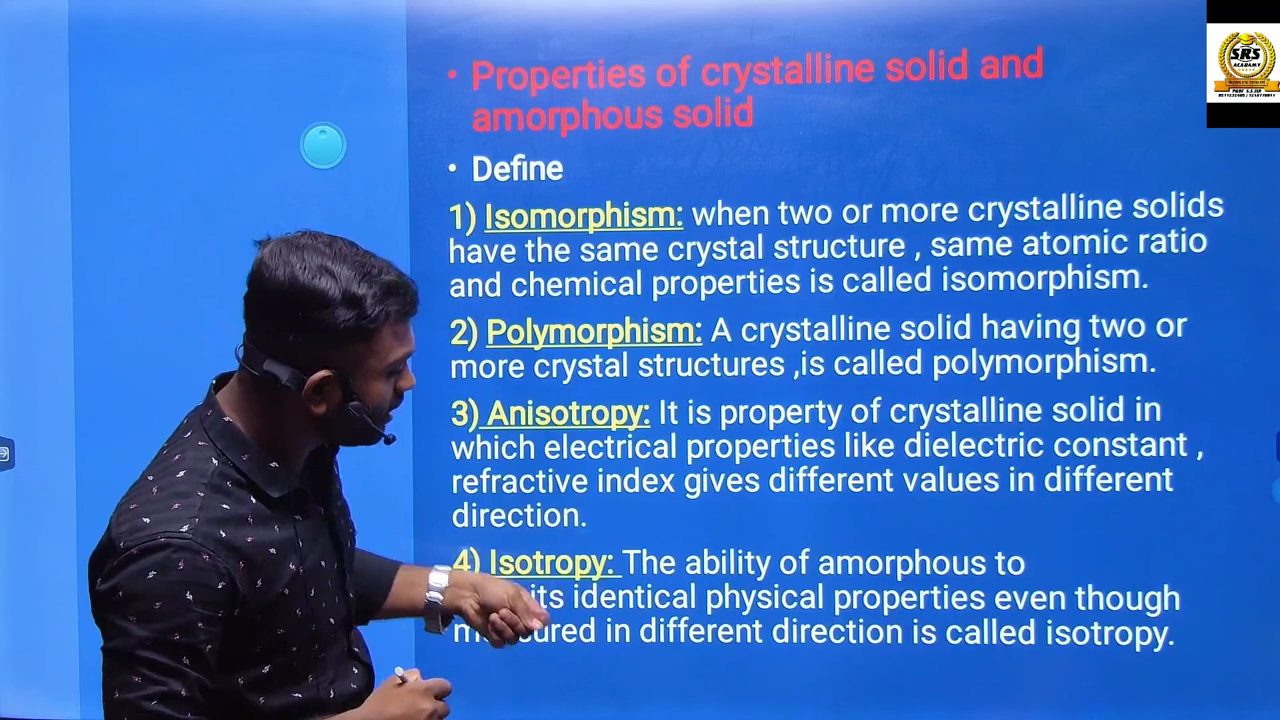 SRS
ACADEMY
• Properties of crystalline solid and
amorphous solid
• Define
1) Isomorphism: when two or more crystalline solids
have the same crystal structure , same atomic ratio
and chemical properties is called isomorphism.
2) Polymorphism: A crystalline solid having two or
more crystal structures ,is called polymorphism.
3) Anisotropy: It is property of crystalline solid in
which electrical properties like dielectric constant ,
refractive index gives different values in different
direction.
4) Isotropy: The ability of amorphous to
identical physical properties even though
in different direction is called isotropy.